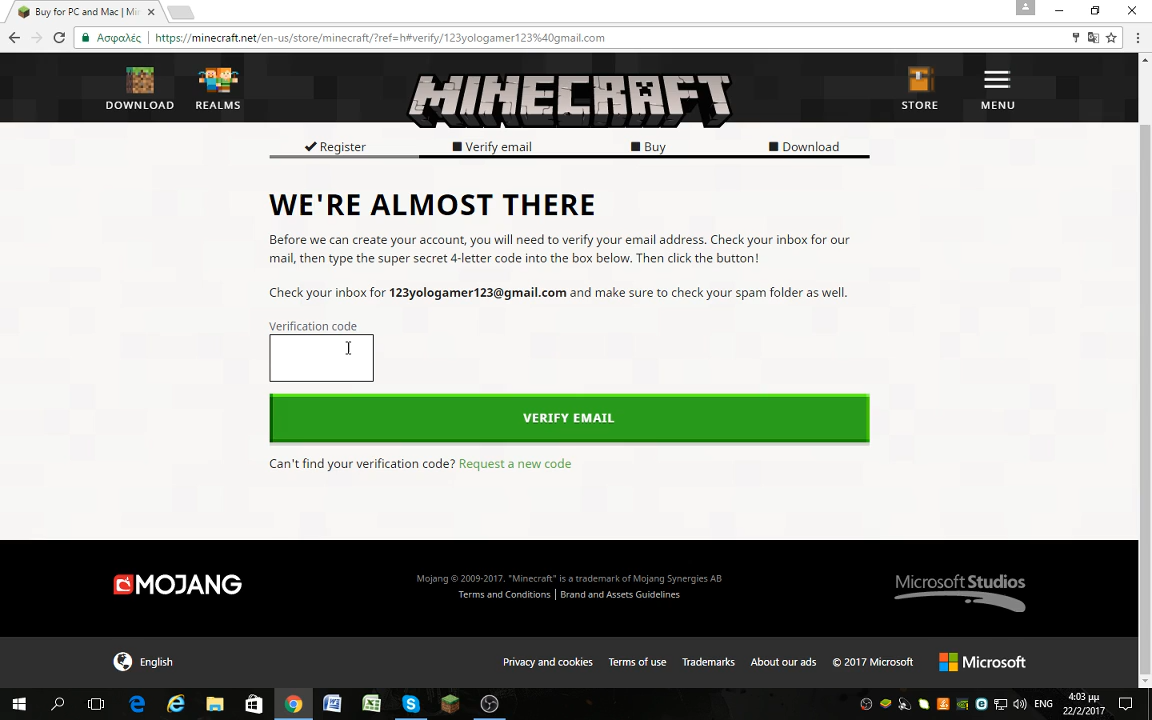 Buy for PC and Mac | Min
Ασφαλές https://minecraft.net/en-us/store/minecraft/?ref=h#verify/123yologamer123%40gmail.com
DOWNLOAD REALMS MINECRAFT STORE MENU
Register Verify email Buy Download
WE'RE ALMOST THERE
Before we can create your account, you will need to verify your email address. Check your inbox for our
mail, then type the super secret 4-letter code into the box below. Then click the button!
Check your inbox for 123yologamer123@gmail.com and make sure to check your spam folder as well.
Verification code
VERIFY EMAIL
Can't find your verification code? Request a new code
MOJANG
Mojang © 2009-2017. "Minecraft" is a trademark of Mojang Synergies AB
Terms and Conditions | Brand and Assets Guidelines
Microsoft Studios
English Privacy and cookies Terms of use Trademarks About our ads © 2017 Microsoft Microsoft
ENG 4:03 μμ
22/2/2017